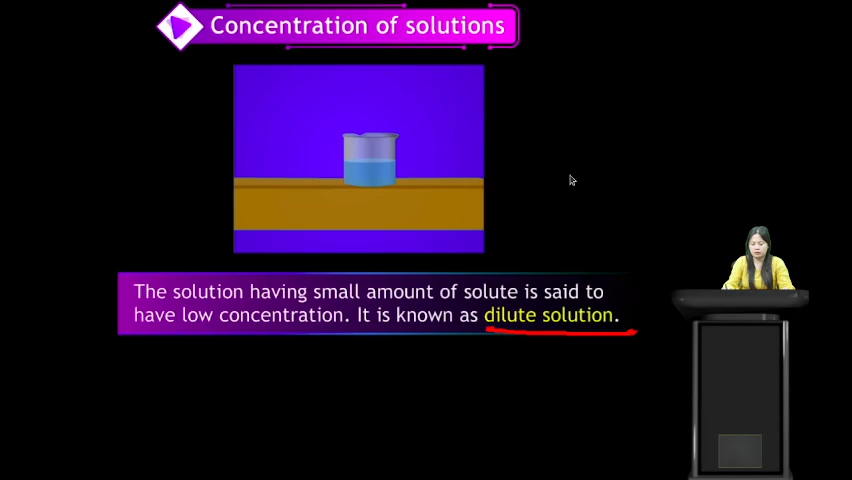 Concentration of solutions
The solution having small amount of solute is said to
have low concentration. It is known as dilute solution.